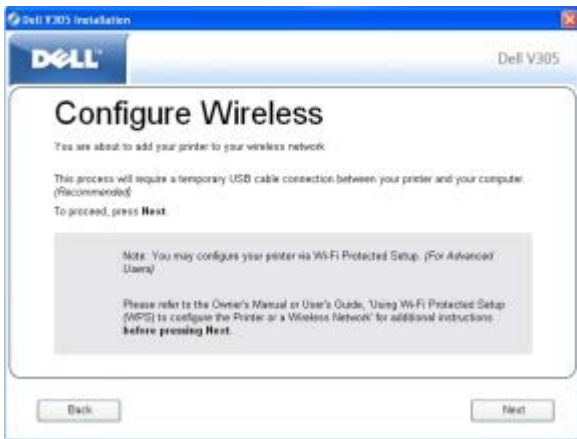 Dell V305 Installation
DELL
Dell V305
Configure Wireless
You are about to add your printer to your wireless network.
This process will require a temporary USB cable connection between your printer and your computer.
(Recommended)
To proceed, press Next.
Note: You may configure your printer via Wi-Fi Protected Setup. (For Advanced
Users)
Please refer to the Owner's Manual or User's Guide, 'Using Wi-Fi Protected Setup
(WPS) to configure the Printer or a Wireless Network' for additional instructions
before pressing Next.
Back
Next